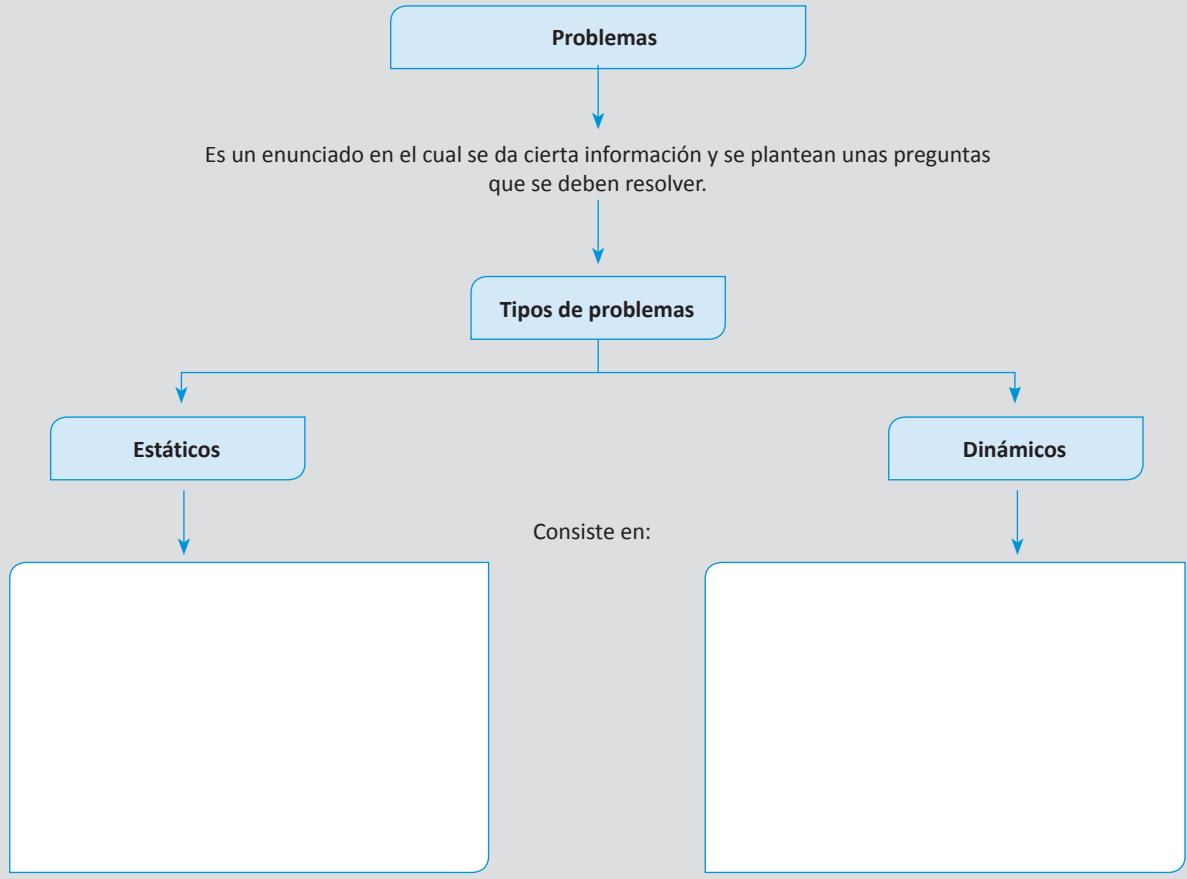 Problemas
Es un enunciado en el cual se da cierta información y se plantean unas preguntas
que se deben resolver.
Tipos de problemas
Estáticos
Dinámicos
Consiste en: